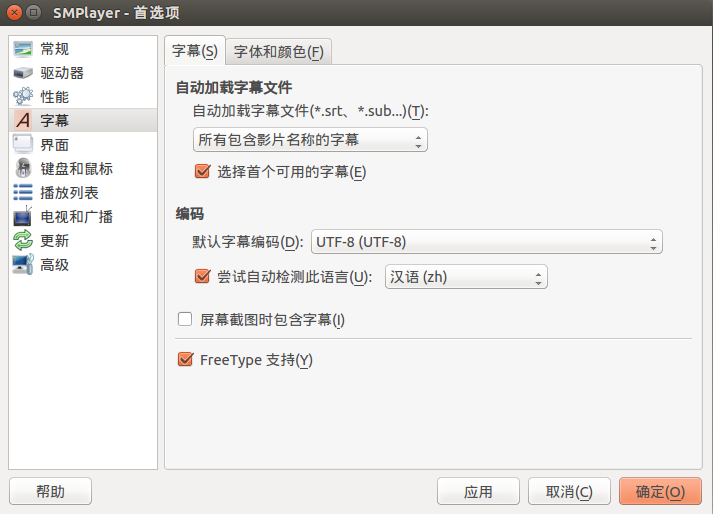 SMPlayer - 首选项
常规
驱动器
性能
字幕
界面
键盘和鼠标
播放列表
电视和广播
更新
高级
字幕(S) 字体和颜色(F)
自动加载字幕文件
自动加载字幕文件(*.srt、*.sub...)(T):
所有包含影片名称的字幕
选择首个可用的字幕(E)
编码
默认字幕编码(D): UTF-8 (UTF-8)
尝试自动检测此语言(U): 汉语 (zh)
屏幕截图时包含字幕(I)
FreeType 支持(Y)
帮助 应用 取消(C) 确定(O)